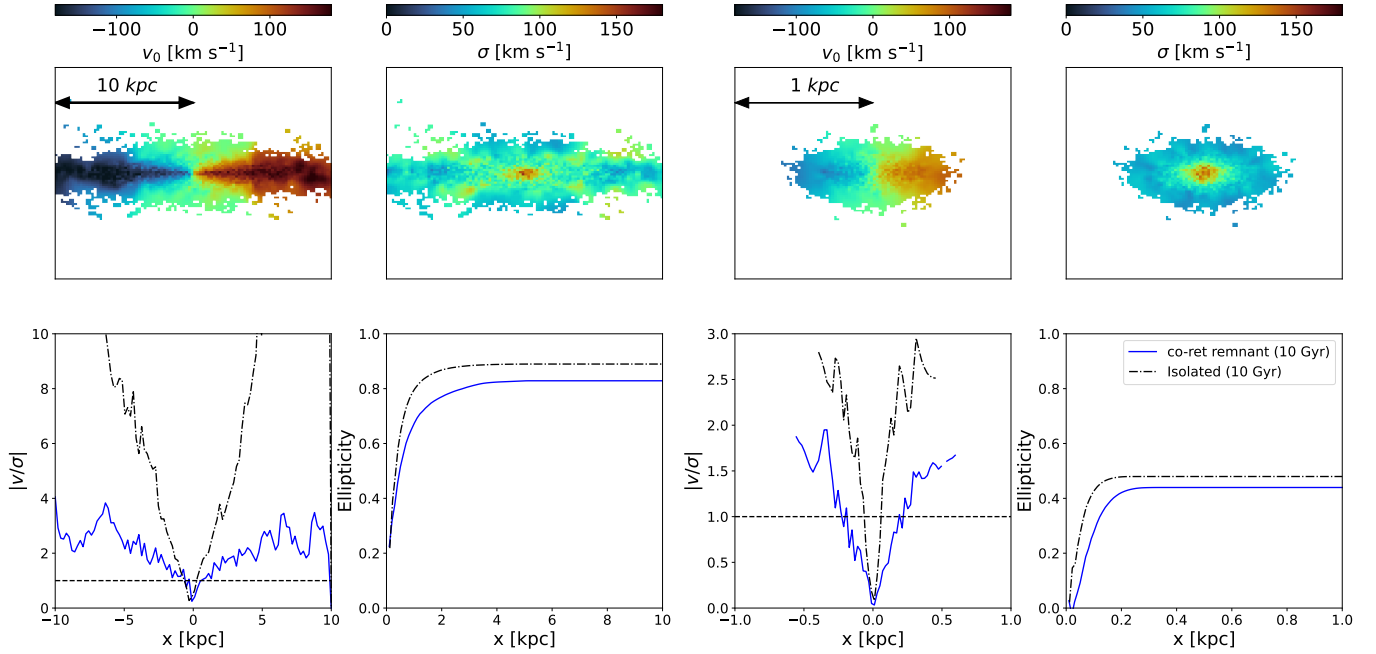 −100 0 100
v₀ [km s⁻¹]
0 50 100 150
σ [km s⁻¹]
−100 0 100
v₀ [km s⁻¹]
0 50 100 150
σ [km s⁻¹]
10 kpc
1 kpc
10
8
6
4
2
0
|v/σ|
−10 −5 0 5 10
x [kpc]
1.0
0.8
0.6
0.4
0.2
0.0
Ellipticity
0 2 4 6 8 10
x [kpc]
3.0
2.5
2.0
1.5
1.0
0.5
0.0
|v/σ|
−1.0 −0.5 0.0 0.5 1.0
x [kpc]
1.0
0.8
0.6
0.4
0.2
0.0
Ellipticity
co-ret remnant (10 Gyr)
Isolated (10 Gyr)
0.0 0.2 0.4 0.6 0.8 1.0
x [kpc]